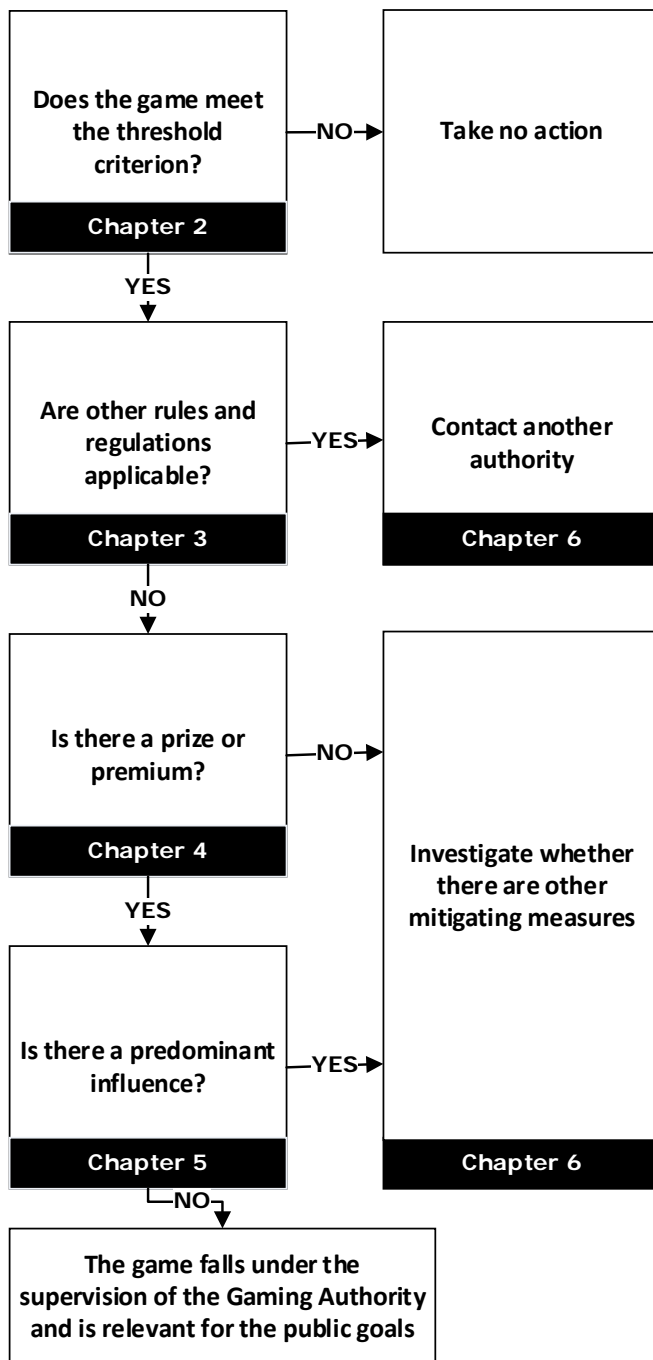 Does the game meet
the threshold
criterion?
Chapter 2
NO
Take no action
YES
Are other rules and
regulations
applicable?
Chapter 3
YES
Contact another
authority
Chapter 6
NO
Is there a prize or
premium?
Chapter 4
NO
Investigate whether
there are other
mitigating measures
Chapter 6
YES
Is there a predominant
influence?
Chapter 5
YES
NO
The game falls under the
supervision of the Gaming Authority
and is relevant for the public goals